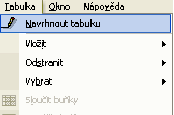 Tabulka Okno Nápověda
Navrhnout tabulku
Vložit
Odstranit
Vybrat
Sloučit buňky